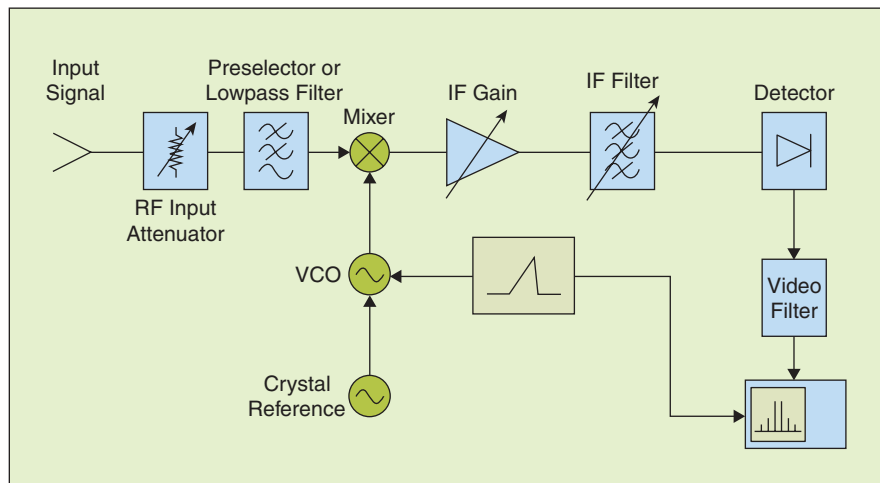 Input
Signal
Preselector or
Lowpass Filter
Mixer
IF Gain
IF Filter
Detector
RF Input
Attenuator
VCO
Video
Filter
Crystal
Reference